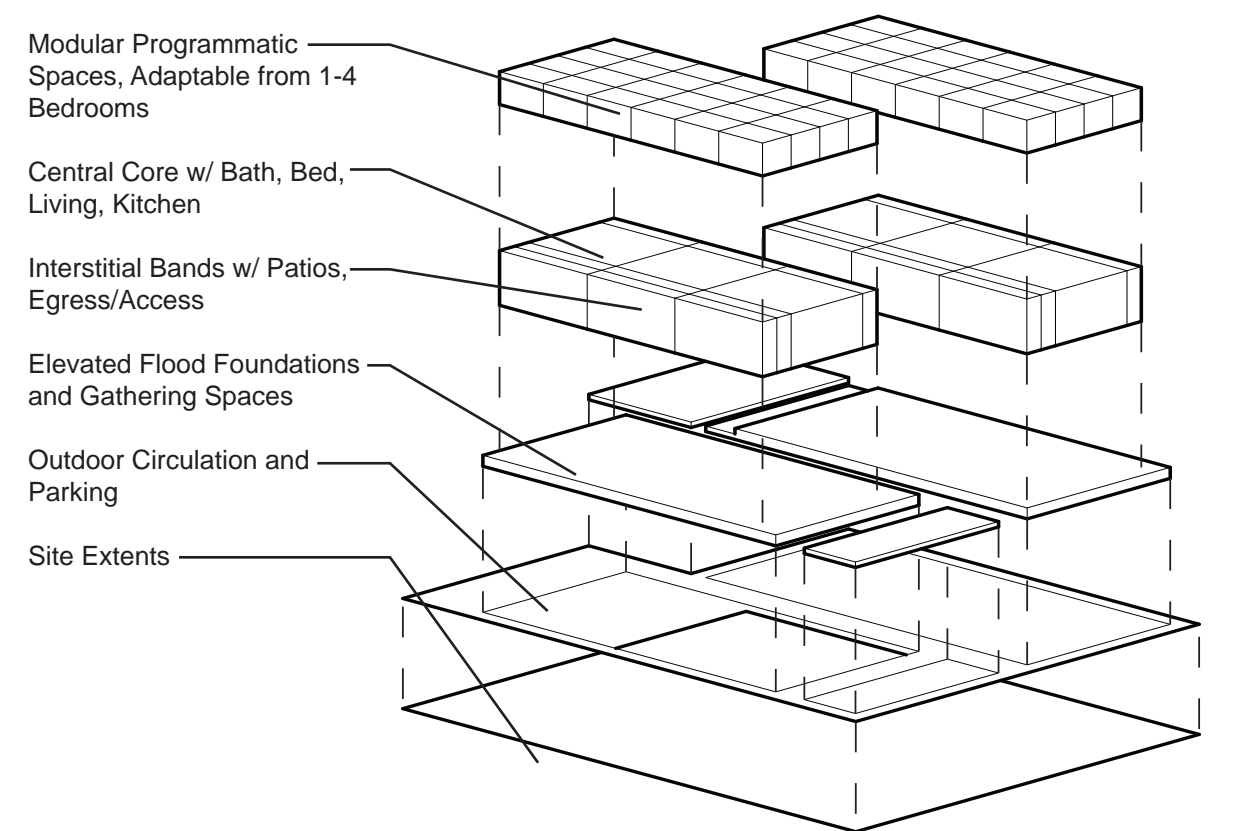 Modular Programmatic
Spaces, Adaptable from 1-4
Bedrooms
Central Core w/ Bath, Bed,
Living, Kitchen
Interstitial Bands w/ Patios,
Egress/Access
Elevated Flood Foundations
and Gathering Spaces
Outdoor Circulation and
Parking
Site Extents